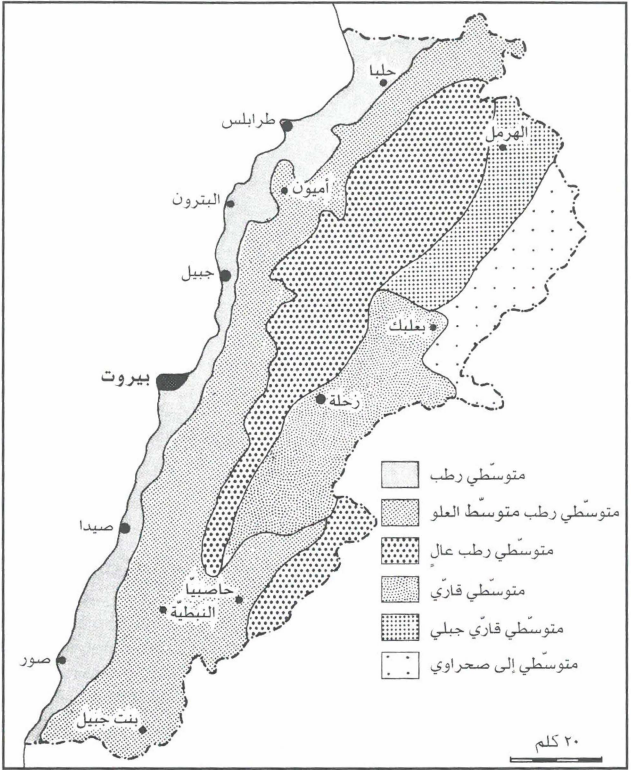 حلبا
طرابلس
الهرمل
أميون
البترون
جبيل
بعلبك
بيروت
زحلة
صيدا
حاصبيّا
النبطيّة
صور
بنت جبيل
متوسّطي رطب
متوسّطي رطب متوسّط العلو
متوسّطي رطب عالٍ
متوسّطي قارّي
متوسّطي قارّي جبلي
متوسّطي إلى صحراوي
٢٠ كلم